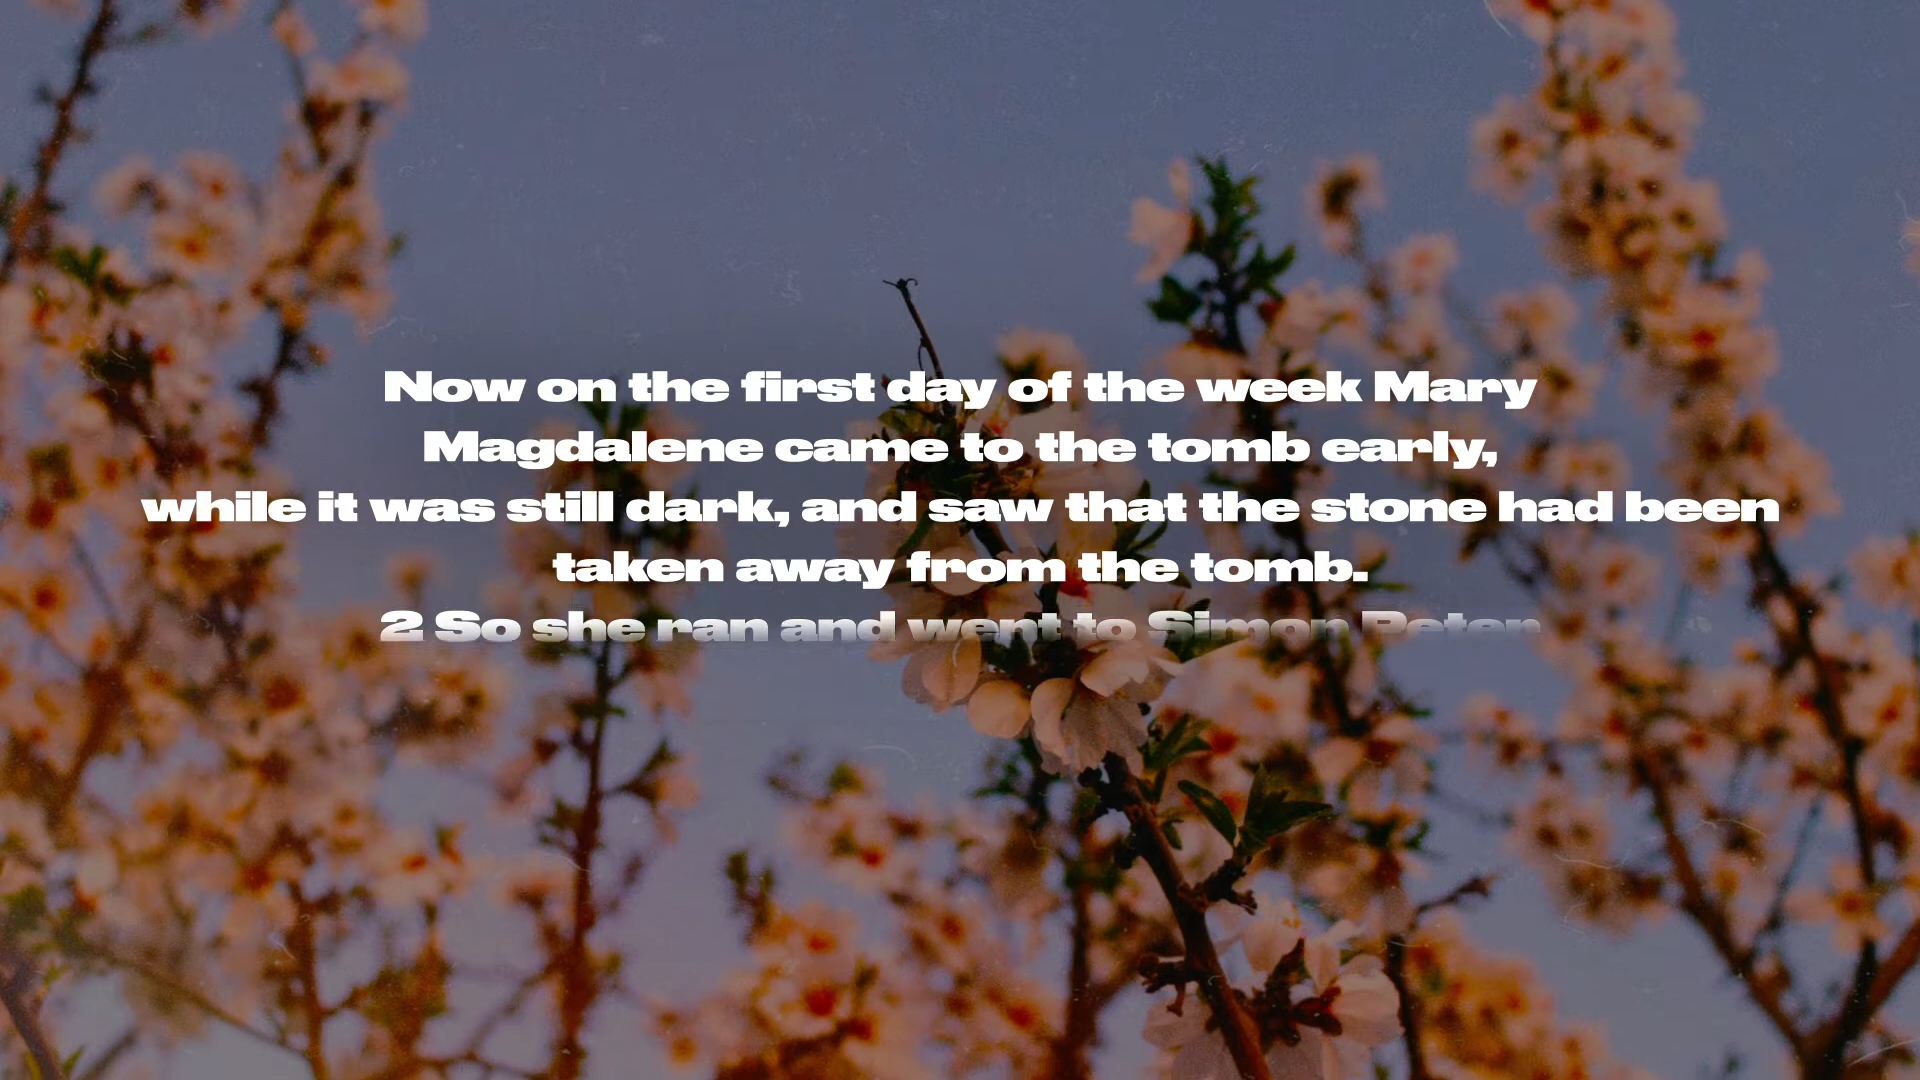 Now on the first day of the week Mary
Magdalene came to the tomb early,
while it was still dark, and saw that the stone had been
taken away from the tomb.
2 So she ran and went to Simon Peter